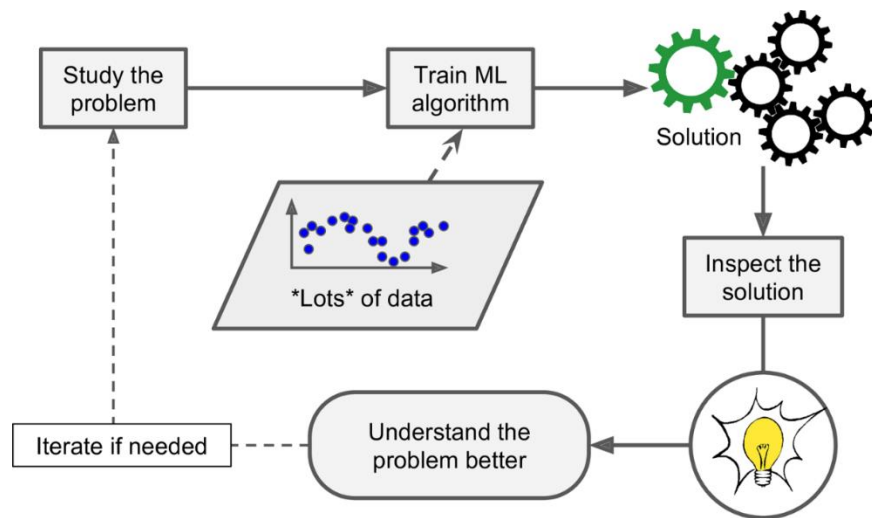 Study the
problem
Train ML
algorithm
Solution
*Lots* of data
Inspect the
solution
Understand the
problem better
Iterate if needed